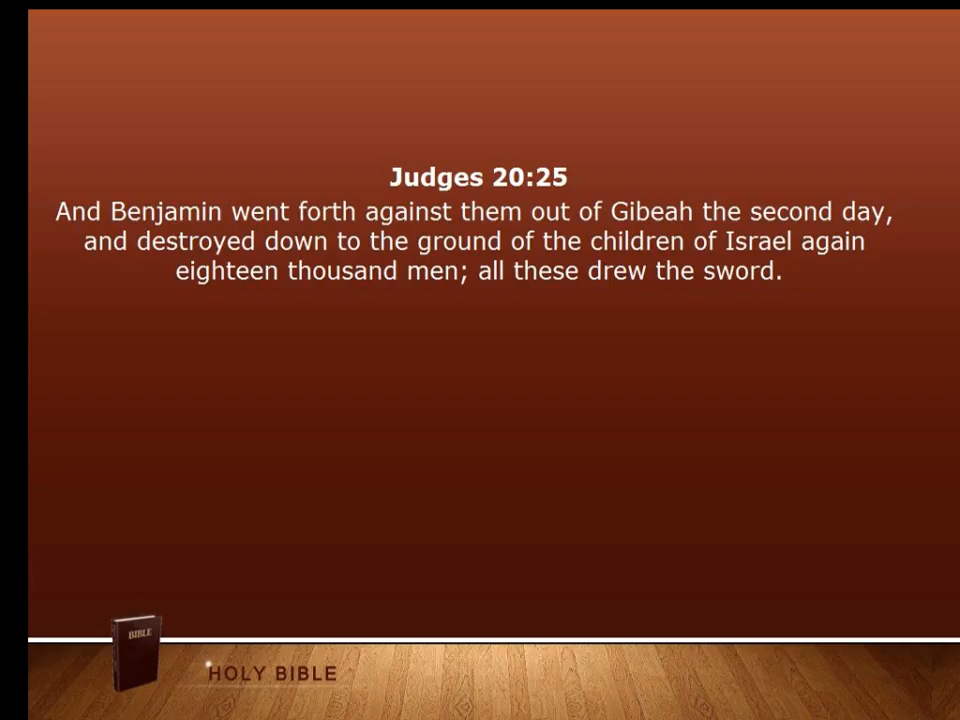 Judges 20:25
And Benjamin went forth against them out of Gibeah the second day,
and destroyed down to the ground of the children of Israel again
eighteen thousand men; all these drew the sword.
BIBLE
HOLY BIBLE